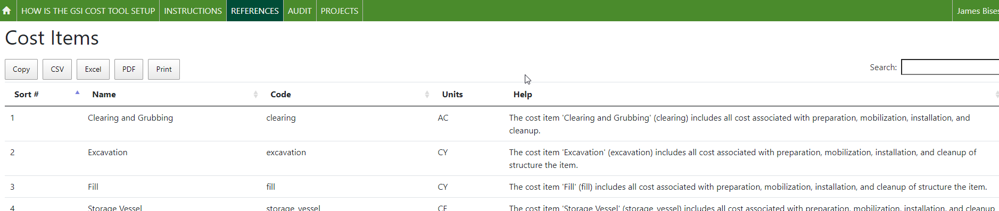 HOW IS THE GSI COST TOOL SETUP INSTRUCTIONS REFERENCES AUDIT PROJECTS James Bises
Cost Items
Copy CSV Excel PDF Print Search:
Sort # Name Code Units Help
1 Clearing and Grubbing clearing AC The cost item 'Clearing and Grubbing' (clearing) includes all cost associated with preparation, mobilization, installation, and
cleanup.
2 Excavation excavation CY The cost item 'Excavation' (excavation) includes all cost associated with preparation, mobilization, installation, and cleanup of
structure the item.
3 Fill fill CY The cost item 'Fill' (fill) includes all cost associated with preparation, mobilization, installation, and cleanup of structure the item.
4 Storage Vessel storage_vessel CF The cost item 'Storage Vessel' (storage_vessel) includes all cost associated with preparation, mobilization, installation, and cleanup